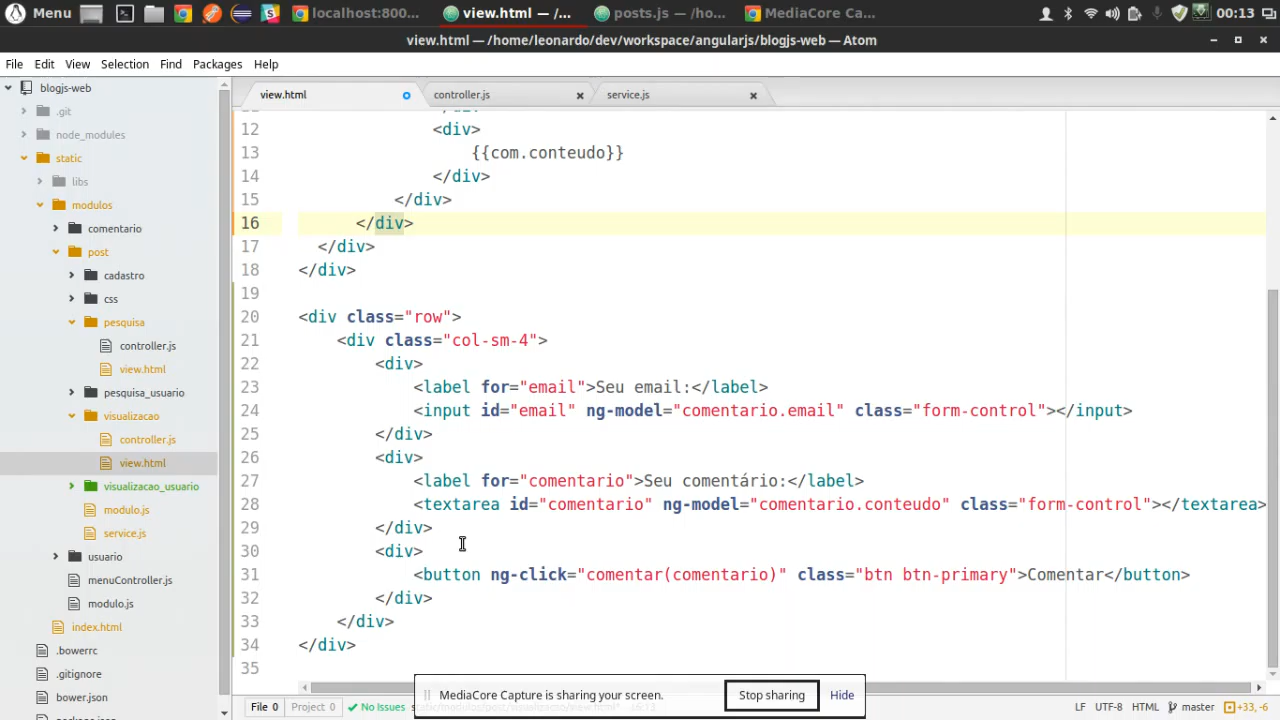 Menu localhost:800... view.html — /... posts.js — /ho... MediaCore Ca... 00:13
view.html — /home/leonardo/dev/workspace/angularjs/blogjs-web — Atom
File Edit View Selection Find Packages Help
blogjs-web
.git
node_modules
static
libs
modulos
comentario
post
cadastro
css
pesquisa
controller.js
view.html
pesquisa_usuario
visualizacao
controller.js
view.html
visualizacao_usuario
modulo.js
service.js
usuario
menuController.js
modulo.js
index.html
.bowerrc
.gitignore
bower.json
view.html controller.js service.js
12 <div>
13 {{com.conteudo}}
14 </div>
15 </div>
16 </div>
17 </div>
18 </div>
19
20 <div class="row">
21 <div class="col-sm-4">
22 <div>
23 <label for="email">Seu email:</label>
24 <input id="email" ng-model="comentario.email" class="form-control"></input>
25 </div>
26 <div>
27 <label for="comentario">Seu comentário:</label>
28 <textarea id="comentario" ng-model="comentario.conteudo" class="form-control"></textarea>
29 </div>
30 <div>
31 <button ng-click="comentar(comentario)" class="btn btn-primary">Comentar</button>
32 </div>
33 </div>
34 </div>
35
MediaCore Capture is sharing your screen. Stop sharing Hide
File 0 Project 0 No Issues LF UTF-8 HTML master +33, -6